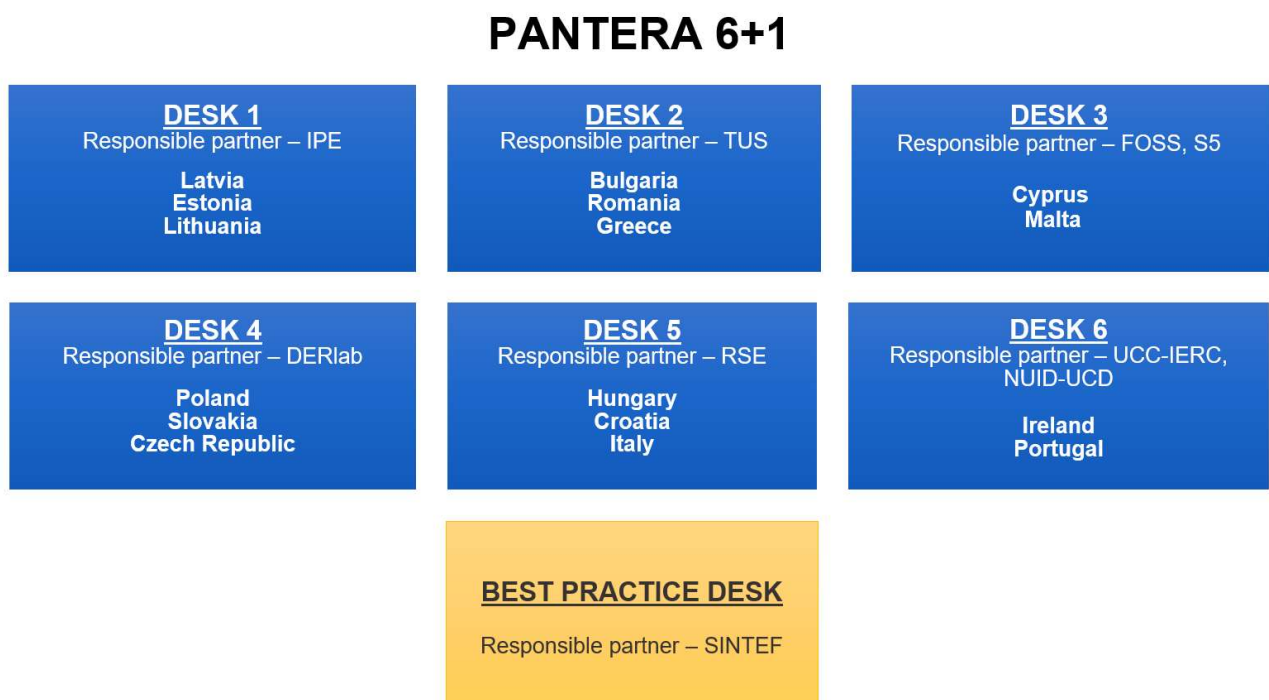 PANTERA 6+1
DESK 1
Responsible partner – IPE
Latvia
Estonia
Lithuania
DESK 2
Responsible partner – TUS
Bulgaria
Romania
Greece
DESK 3
Responsible partner – FOSS, S5
Cyprus
Malta
DESK 4
Responsible partner – DERlab
Poland
Slovakia
Czech Republic
DESK 5
Responsible partner – RSE
Hungary
Croatia
Italy
DESK 6
Responsible partner – UCC-IERC,
NUID-UCD
Ireland
Portugal
BEST PRACTICE DESK
Responsible partner – SINTEF